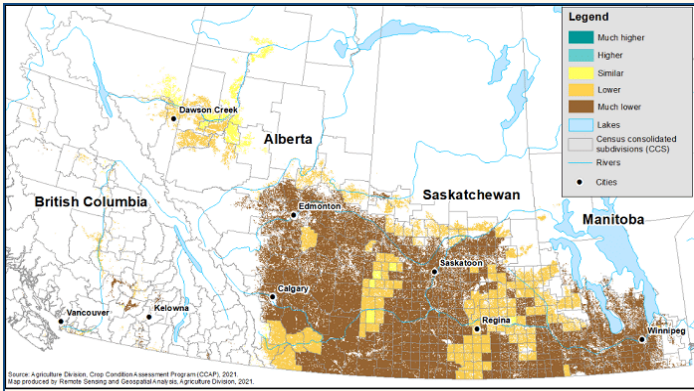 Legend
Much higher
Higher
Similar
Lower
Much lower
Lakes
Census consolidated
subdivisions (CCS)
Rivers
Cities
Dawson Creek
Alberta
Saskatchewan
British Columbia
Edmonton
Manitoba
Saskatoon
Calgary
Vancouver
Kelowna
Regina
Winnipeg
Source: Agriculture Division, Crop Condition Assessment Program (CCAP), 2021.
Map produced by Remote Sensing and Geospatial Analysis, Agriculture Division, 2021.